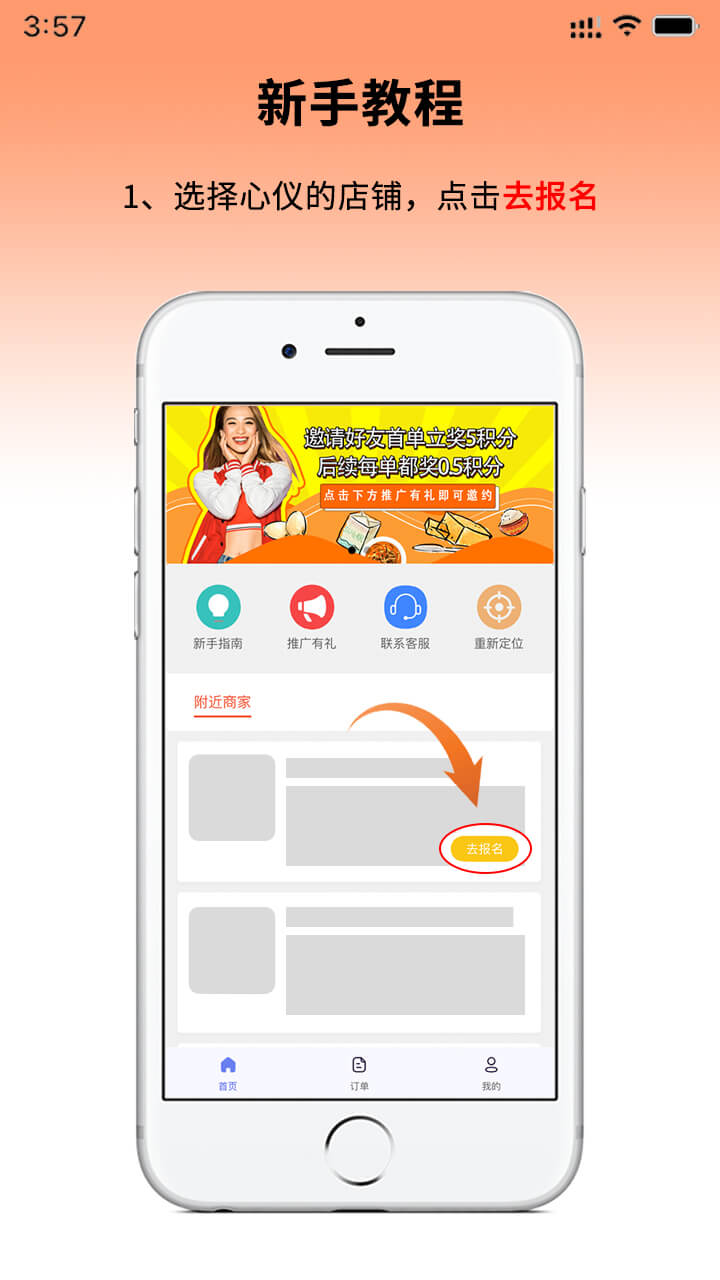 3:57
新手教程
1、选择心仪的店铺，点击去报名
邀请好友首单立奖5积分
后续每单都奖0.5积分
点击下方推广有礼即可邀约
新手指南 推广有礼 联系客服 重新定位
附近商家
去报名
首页 订单 我的